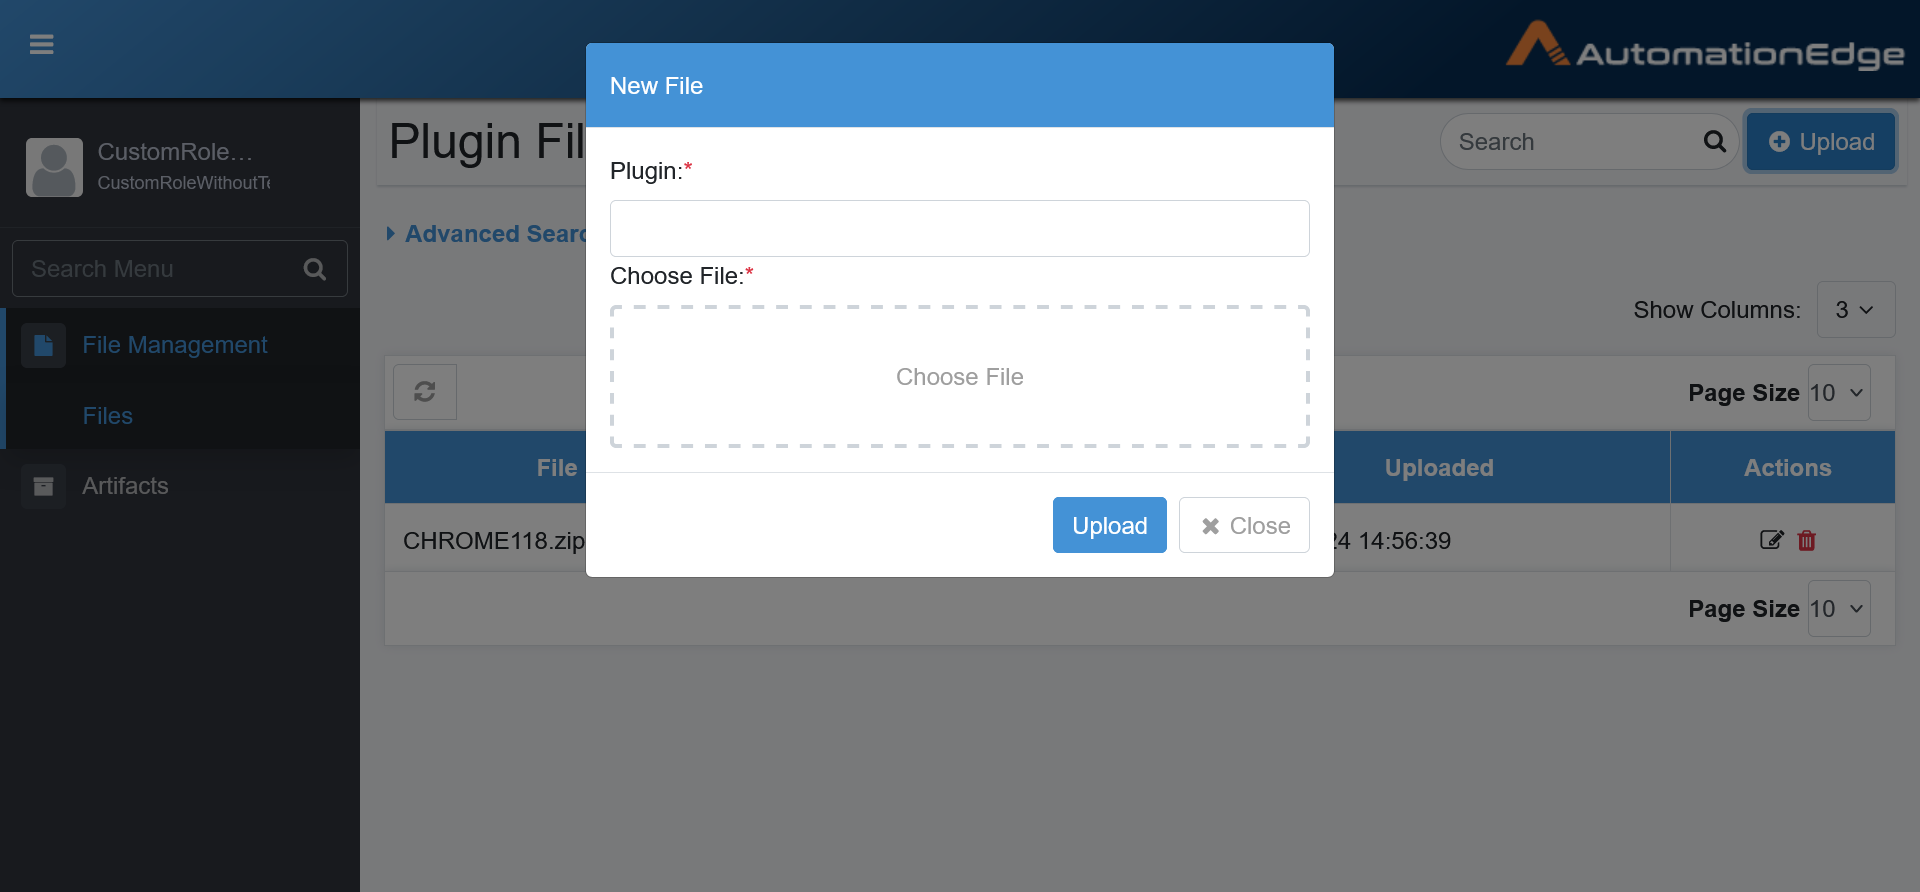 AutomationEdge
New File
CustomRole...
CustomRoleWithoutTe
Search Menu
File Management
Files
Artifacts
Plugin Fil
Search
Upload
Advanced Searc
Plugin:*
Choose File:*
Choose File
Upload
Close
Show Columns: 3
Page Size 10
File
Uploaded
Actions
CHROME118.zip
24 14:56:39
Page Size 10